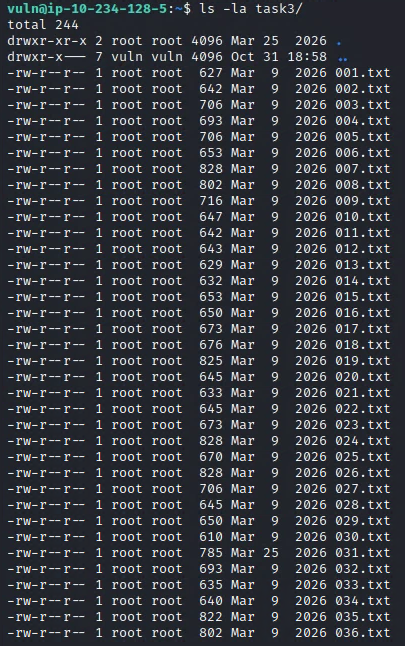 vuln@ip-10-234-128-5:~$ ls -la task3/
total 244
drwxr-xr-x 2 root root 4096 Mar 25  2026 .
drwxr-x--- 7 vuln vuln 4096 Oct 31 18:58 ..
-rw-r--r-- 1 root root  627 Mar  9  2026 001.txt
-rw-r--r-- 1 root root  642 Mar  9  2026 002.txt
-rw-r--r-- 1 root root  706 Mar  9  2026 003.txt
-rw-r--r-- 1 root root  693 Mar  9  2026 004.txt
-rw-r--r-- 1 root root  706 Mar  9  2026 005.txt
-rw-r--r-- 1 root root  653 Mar  9  2026 006.txt
-rw-r--r-- 1 root root  828 Mar  9  2026 007.txt
-rw-r--r-- 1 root root  802 Mar  9  2026 008.txt
-rw-r--r-- 1 root root  716 Mar  9  2026 009.txt
-rw-r--r-- 1 root root  647 Mar  9  2026 010.txt
-rw-r--r-- 1 root root  642 Mar  9  2026 011.txt
-rw-r--r-- 1 root root  643 Mar  9  2026 012.txt
-rw-r--r-- 1 root root  629 Mar  9  2026 013.txt
-rw-r--r-- 1 root root  632 Mar  9  2026 014.txt
-rw-r--r-- 1 root root  653 Mar  9  2026 015.txt
-rw-r--r-- 1 root root  650 Mar  9  2026 016.txt
-rw-r--r-- 1 root root  673 Mar  9  2026 017.txt
-rw-r--r-- 1 root root  676 Mar  9  2026 018.txt
-rw-r--r-- 1 root root  825 Mar  9  2026 019.txt
-rw-r--r-- 1 root root  645 Mar  9  2026 020.txt
-rw-r--r-- 1 root root  633 Mar  9  2026 021.txt
-rw-r--r-- 1 root root  645 Mar  9  2026 022.txt
-rw-r--r-- 1 root root  673 Mar  9  2026 023.txt
-rw-r--r-- 1 root root  828 Mar  9  2026 024.txt
-rw-r--r-- 1 root root  670 Mar  9  2026 025.txt
-rw-r--r-- 1 root root  828 Mar  9  2026 026.txt
-rw-r--r-- 1 root root  706 Mar  9  2026 027.txt
-rw-r--r-- 1 root root  645 Mar  9  2026 028.txt
-rw-r--r-- 1 root root  650 Mar  9  2026 029.txt
-rw-r--r-- 1 root root  610 Mar  9  2026 030.txt
-rw-r--r-- 1 root root  785 Mar 25  2026 031.txt
-rw-r--r-- 1 root root  693 Mar  9  2026 032.txt
-rw-r--r-- 1 root root  635 Mar  9  2026 033.txt
-rw-r--r-- 1 root root  640 Mar  9  2026 034.txt
-rw-r--r-- 1 root root  822 Mar  9  2026 035.txt
-rw-r--r-- 1 root root  802 Mar  9  2026 036.txt